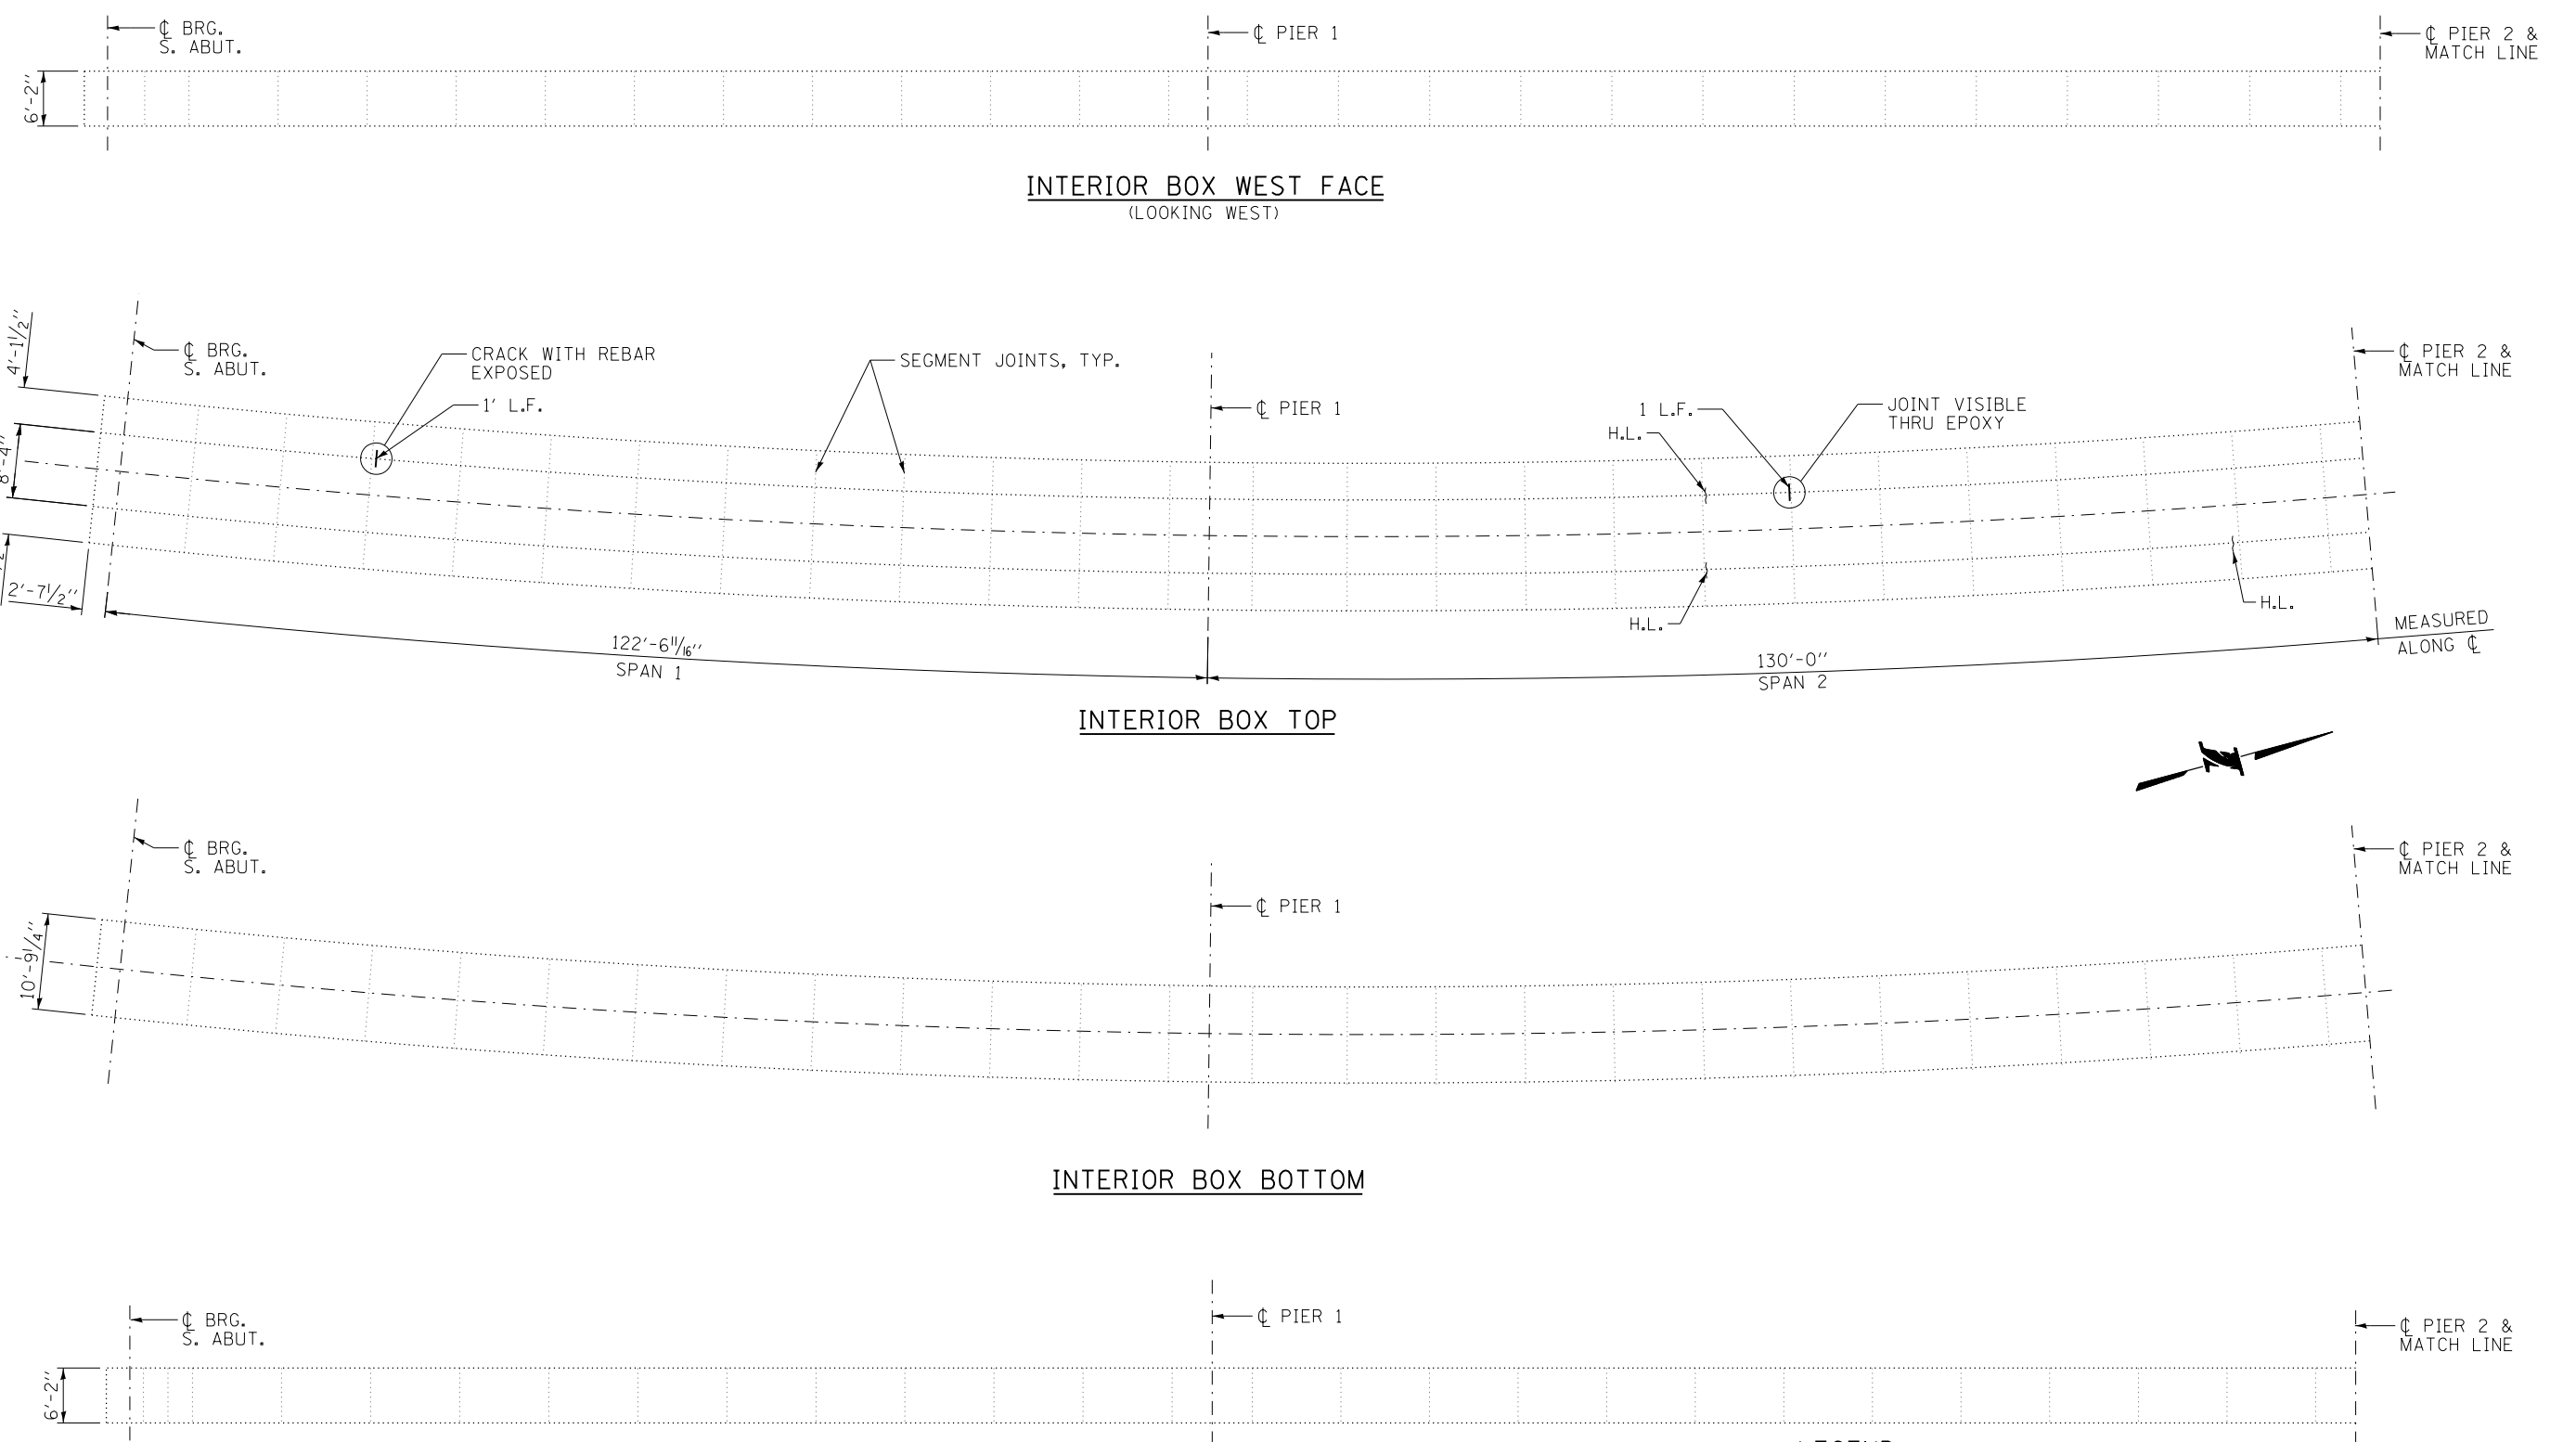 ℄ BRG.
S. ABUT.
℄ PIER 1
℄ PIER 2 &
MATCH LINE
6'-2"
INTERIOR BOX WEST FACE
(LOOKING WEST)
4'-1½"
℄ BRG.
S. ABUT.
CRACK WITH REBAR
EXPOSED
1' L.F.
SEGMENT JOINTS, TYP.
℄ PIER 1
1 L.F.
H.L.
JOINT VISIBLE
THRU EPOXY
℄ PIER 2 &
MATCH LINE
8'-4"
2'-7½"
H.L.
H.L.
122'-6 11/16"
SPAN 1
130'-0"
SPAN 2
MEASURED
ALONG ℄
INTERIOR BOX TOP
℄ BRG.
S. ABUT.
℄ PIER 1
℄ PIER 2 &
MATCH LINE
10'-9¼"
INTERIOR BOX BOTTOM
℄ BRG.
S. ABUT.
℄ PIER 1
℄ PIER 2 &
MATCH LINE
6'-2"